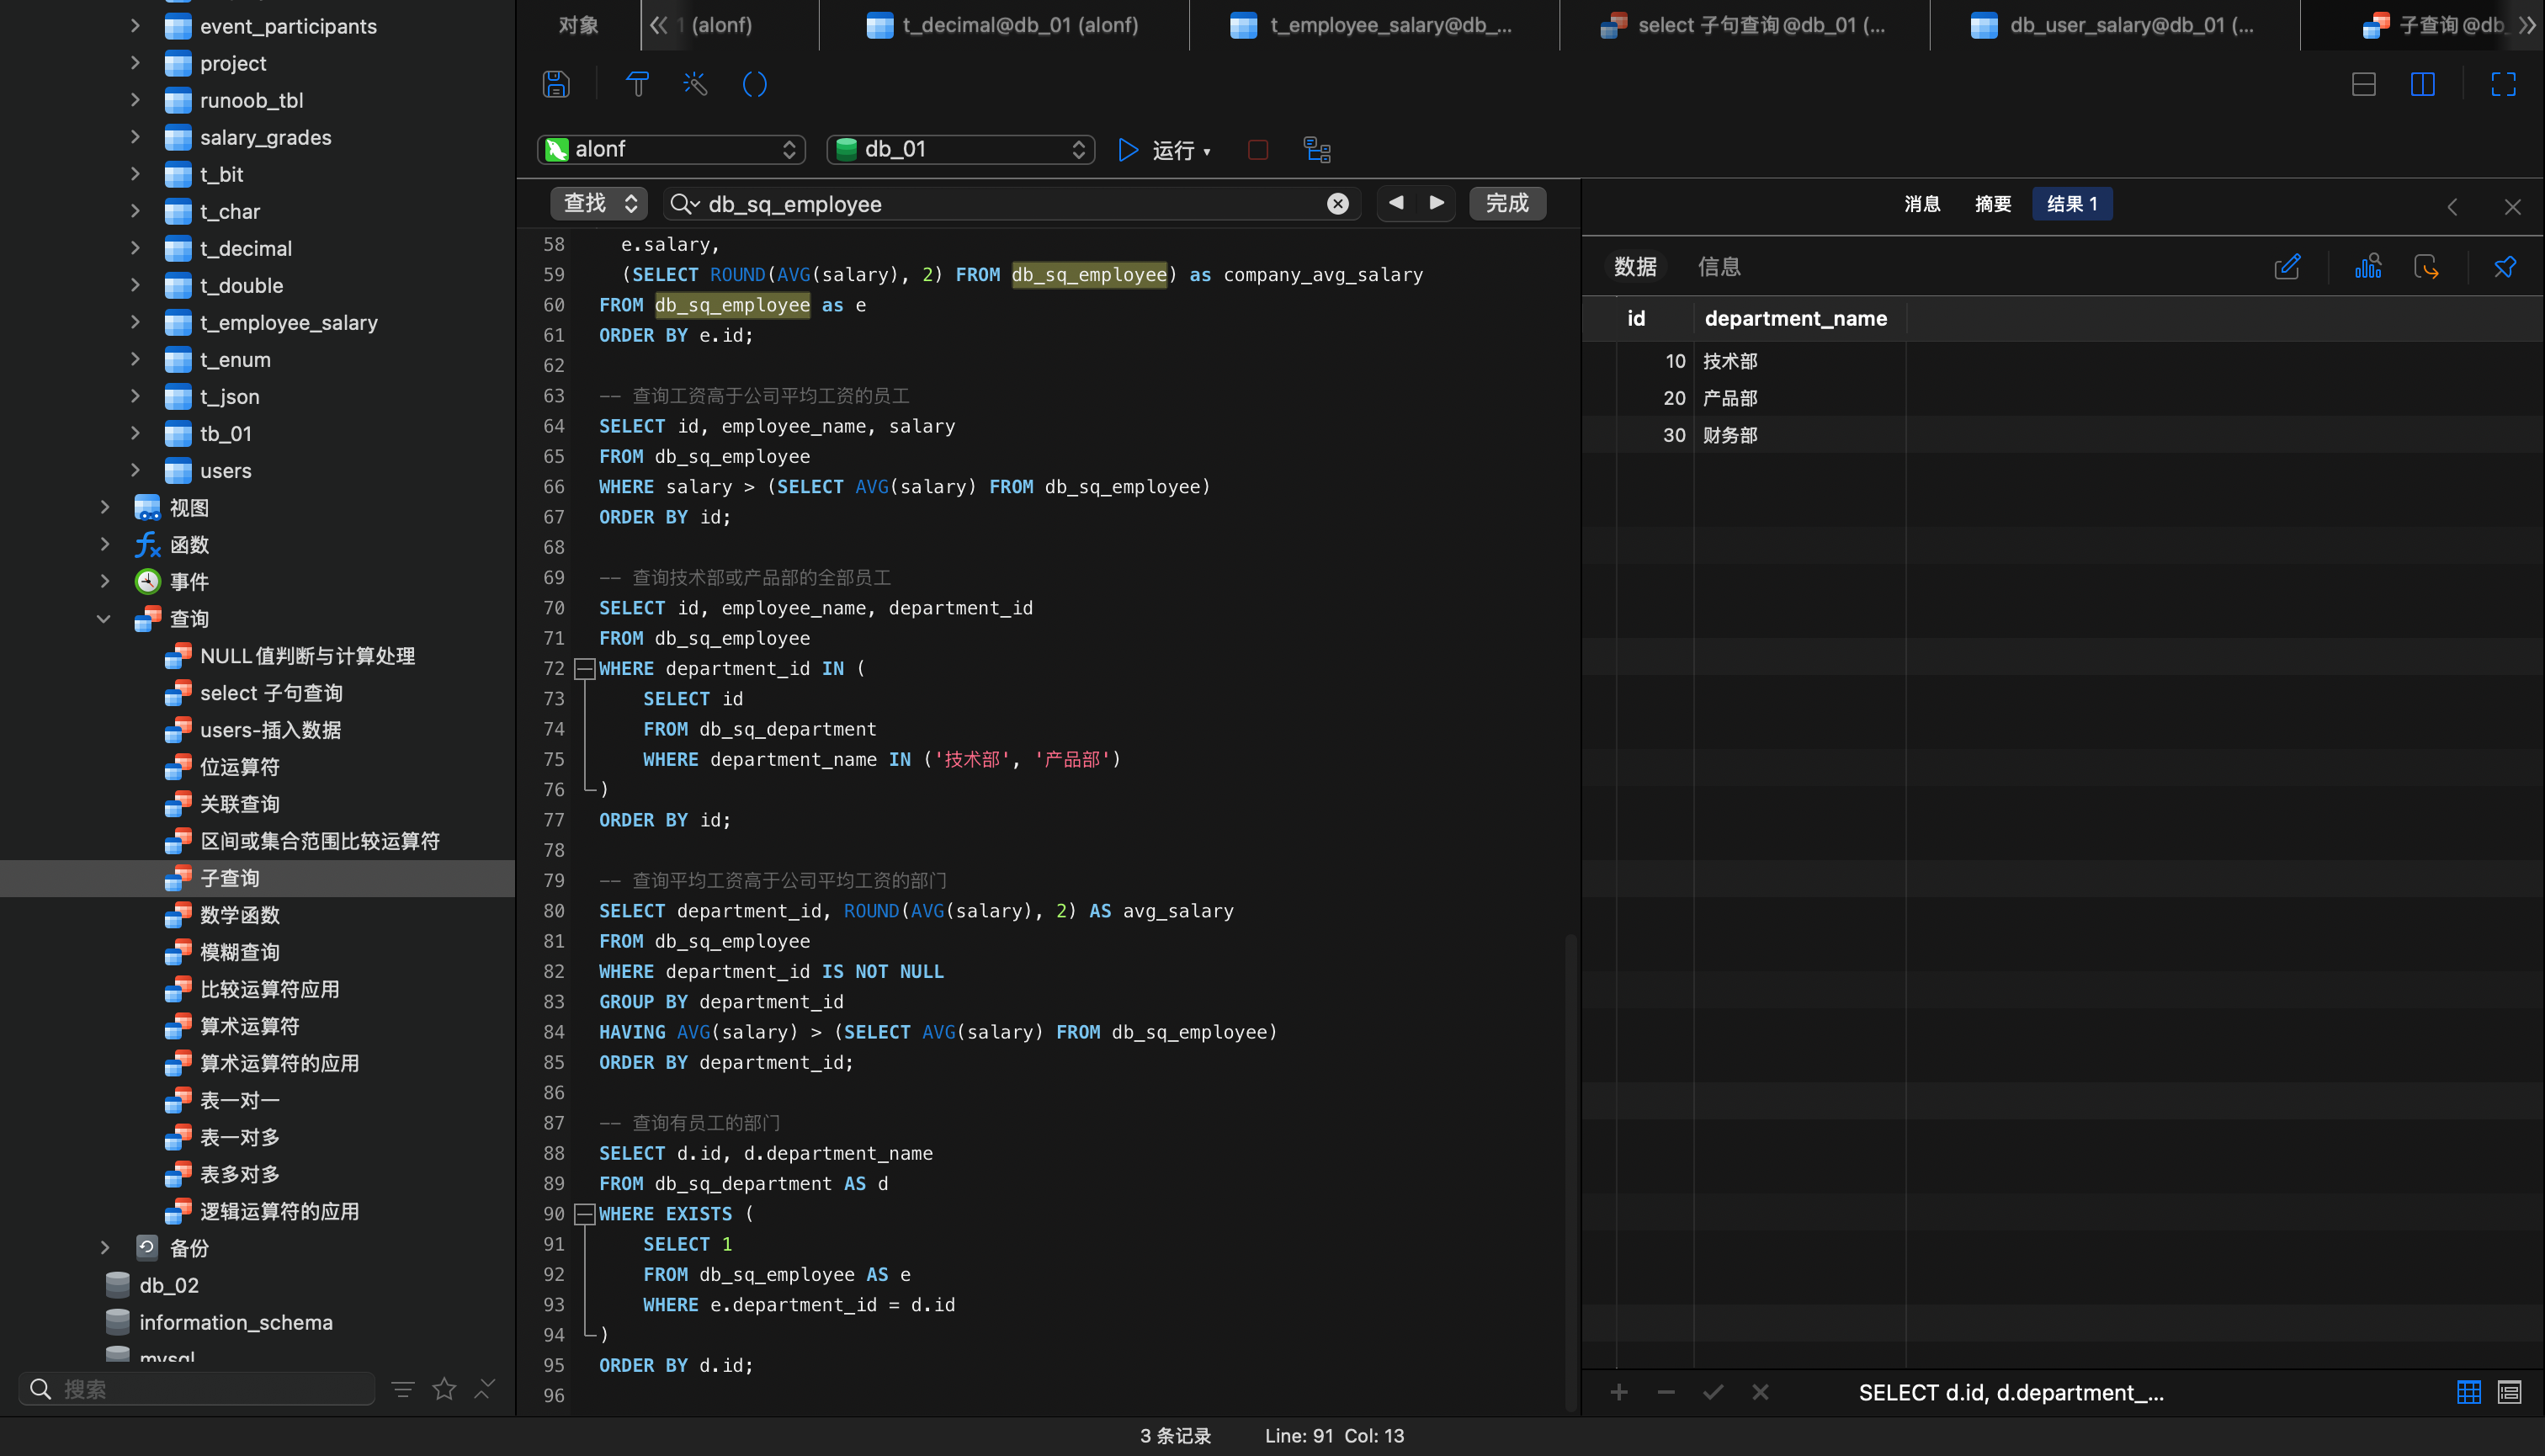 event_participants
project
runoob_tbl
salary_grades
t_bit
t_char
t_decimal
t_double
t_employee_salary
t_enum
t_json
tb_01
users
视图
函数
事件
查询
NULL值判断与计算处理
select 子句查询
users-插入数据
位运算符
关联查询
区间或集合范围比较运算符
子查询
数学函数
模糊查询
比较运算符应用
算术运算符
算术运算符的应用
表一对一
表一对多
表多对多
逻辑运算符的应用
备份
db_02
information_schema
mysql
搜索
对象
1 (alonf)
t_decimal@db_01 (alonf)
t_employee_salary@db_...
select 子句查询@db_01 (...
db_user_salary@db_01 (...
子查询@db_
alonf
db_01
运行
查找
db_sq_employee
完成
58 e.salary,
59 (SELECT ROUND(AVG(salary), 2) FROM db_sq_employee) as company_avg_salary
60 FROM db_sq_employee as e
61 ORDER BY e.id;
62
63 -- 查询工资高于公司平均工资的员工
64 SELECT id, employee_name, salary
65 FROM db_sq_employee
66 WHERE salary > (SELECT AVG(salary) FROM db_sq_employee)
67 ORDER BY id;
68
69 -- 查询技术部或产品部的全部员工
70 SELECT id, employee_name, department_id
71 FROM db_sq_employee
72 WHERE department_id IN (
73 SELECT id
74 FROM db_sq_department
75 WHERE department_name IN ('技术部', '产品部')
76 )
77 ORDER BY id;
78
79 -- 查询平均工资高于公司平均工资的部门
80 SELECT department_id, ROUND(AVG(salary), 2) AS avg_salary
81 FROM db_sq_employee
82 WHERE department_id IS NOT NULL
83 GROUP BY department_id
84 HAVING AVG(salary) > (SELECT AVG(salary) FROM db_sq_employee)
85 ORDER BY department_id;
86
87 -- 查询有员工的部门
88 SELECT d.id, d.department_name
89 FROM db_sq_department AS d
90 WHERE EXISTS (
91 SELECT 1
92 FROM db_sq_employee AS e
93 WHERE e.department_id = d.id
94 )
95 ORDER BY d.id;
96
消息 摘要 结果 1
数据 信息
id department_name
10 技术部
20 产品部
30 财务部
SELECT d.id, d.department_...
3 条记录 Line: 91 Col: 13